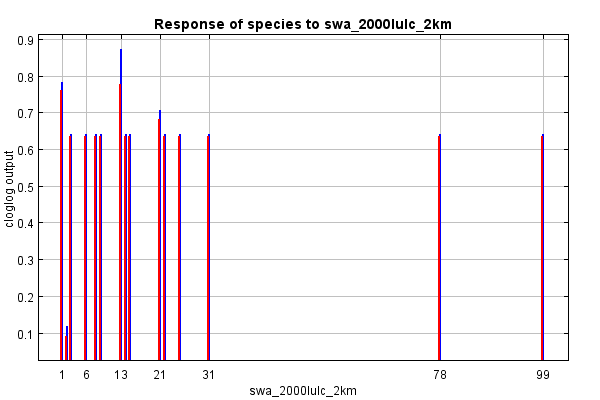 Response of species to swa_2000lulc_2km
0.9
0.8
0.7
0.6
0.5
0.4
0.3
0.2
0.1
cloglog output
1 6 13 21 31 78 99
swa_2000lulc_2km